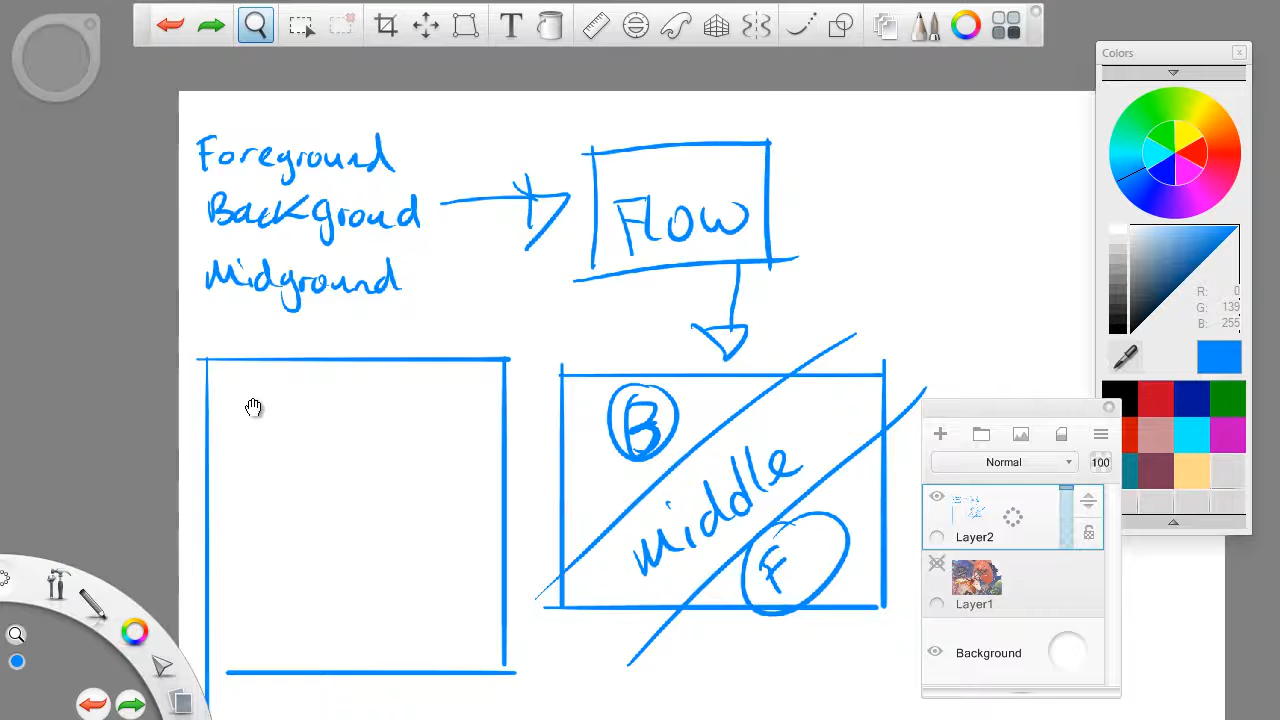 T
Colors
Foreground
Backgroud
Flow
Midground
R: 0
G: 139
B: 255
B
middle
F
Normal 100
Layer2
Layer1
Background